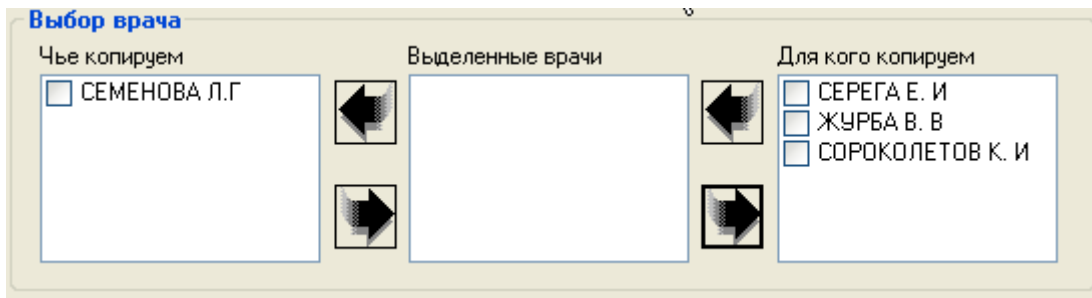 Выбор врача
Чье копируем
Выделенные врачи
Для кого копируем
СЕМЕНОВА Л.Г
СЕРЕГА Е. И
ЖУРБА В. В
СОРОКОЛЕТОВ К. И